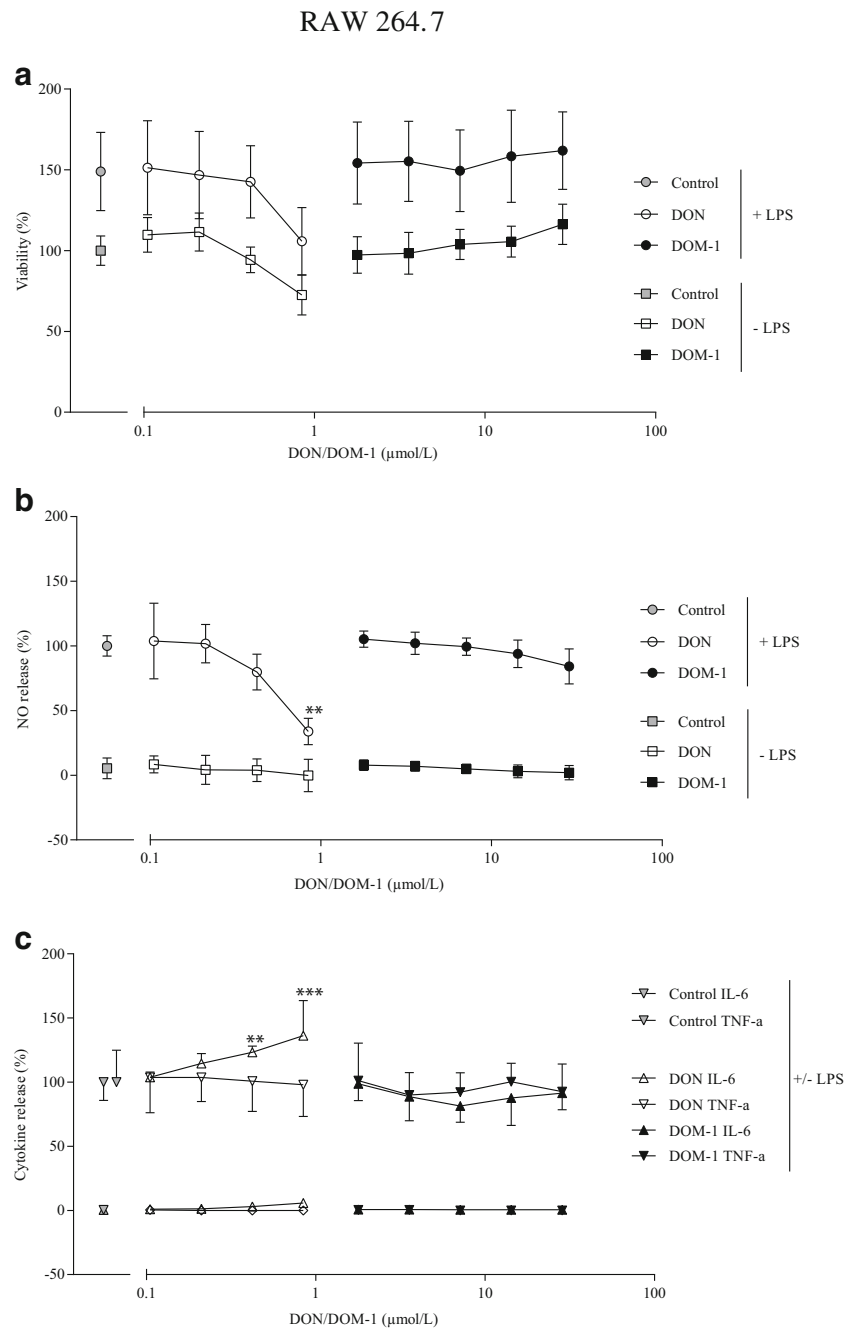 RAW 264.7
a
200
150
100
50
0
Viability (%)
0.1 1 10 100
DON/DOM-1 (µmol/L)
Control
DON
DOM-1
+ LPS
Control
DON
DOM-1
- LPS
b
200
150
100
50
0
-50
NO release (%)
**
0.1 1 10 100
DON/DOM-1 (µmol/L)
Control
DON
DOM-1
+ LPS
Control
DON
DOM-1
- LPS
c
200
150
100
50
0
-50
Cytokine release (%)
**
***
0.1 1 10 100
DON/DOM-1 (µmol/L)
Control IL-6
Control TNF-a
DON IL-6
DON TNF-a
DOM-1 IL-6
DOM-1 TNF-a
+/- LPS